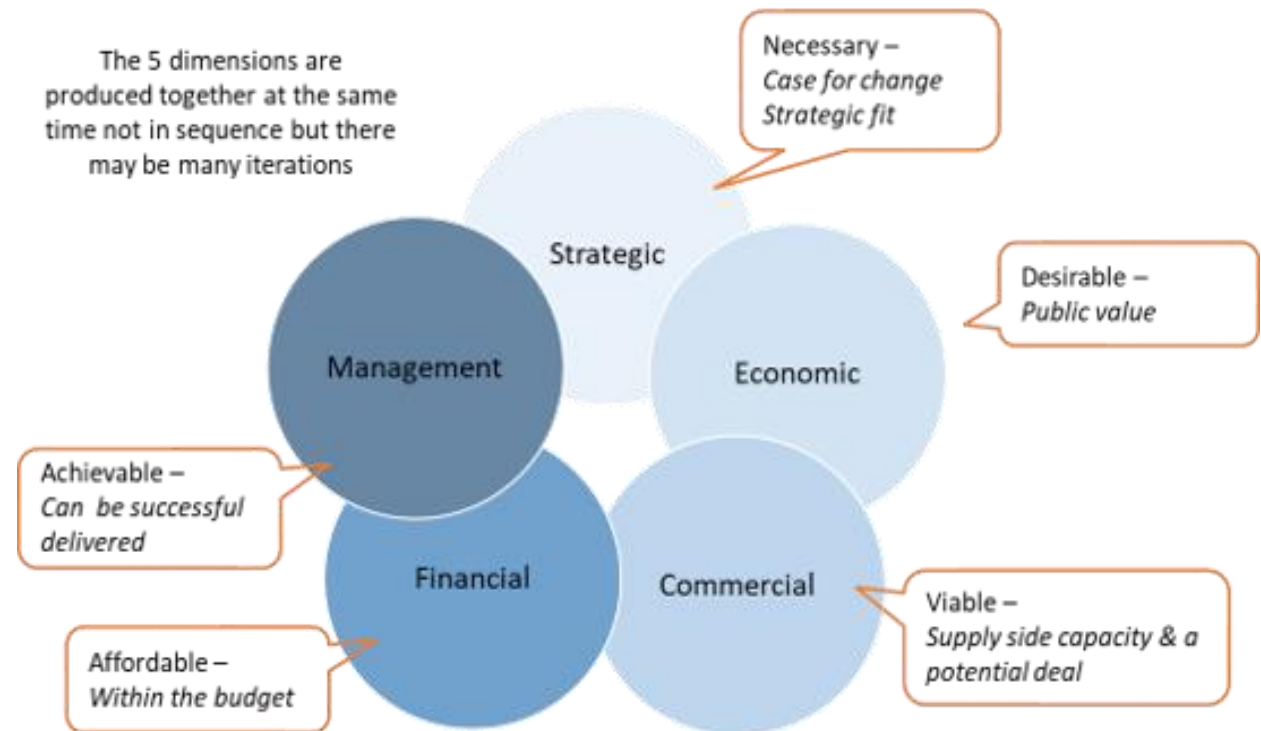 The 5 dimensions are
produced together at the same
time not in sequence but there
may be many iterations
Necessary –
Case for change
Strategic fit
Strategic
Desirable –
Public value
Management
Economic
Achievable –
Can be successful
delivered
Financial
Commercial
Viable –
Supply side capacity & a
potential deal
Affordable –
Within the budget